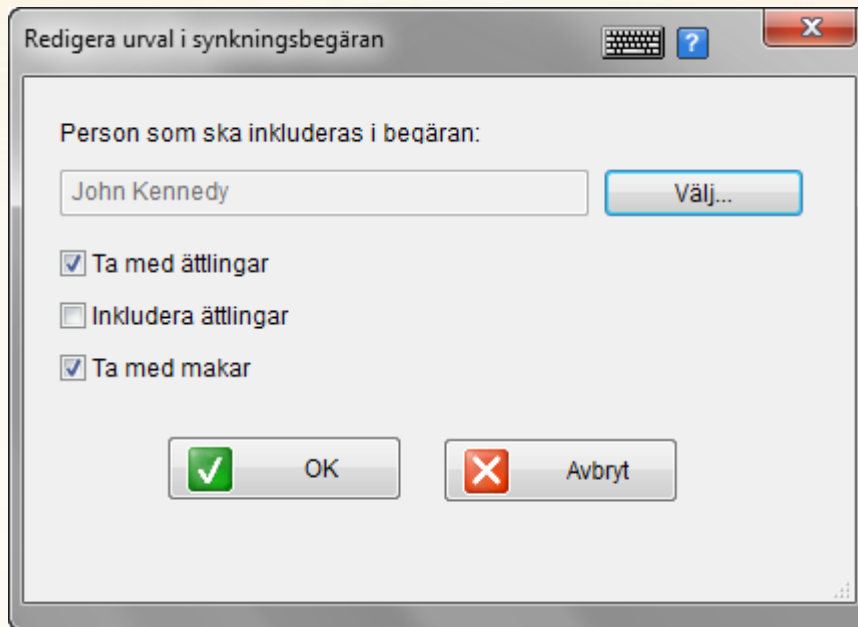 Redigera urval i synkningsbegäran
Person som ska inkluderas i begäran:
John Kennedy
Välj...
Ta med ättlingar
Inkludera ättlingar
Ta med makar
OK
Avbryt